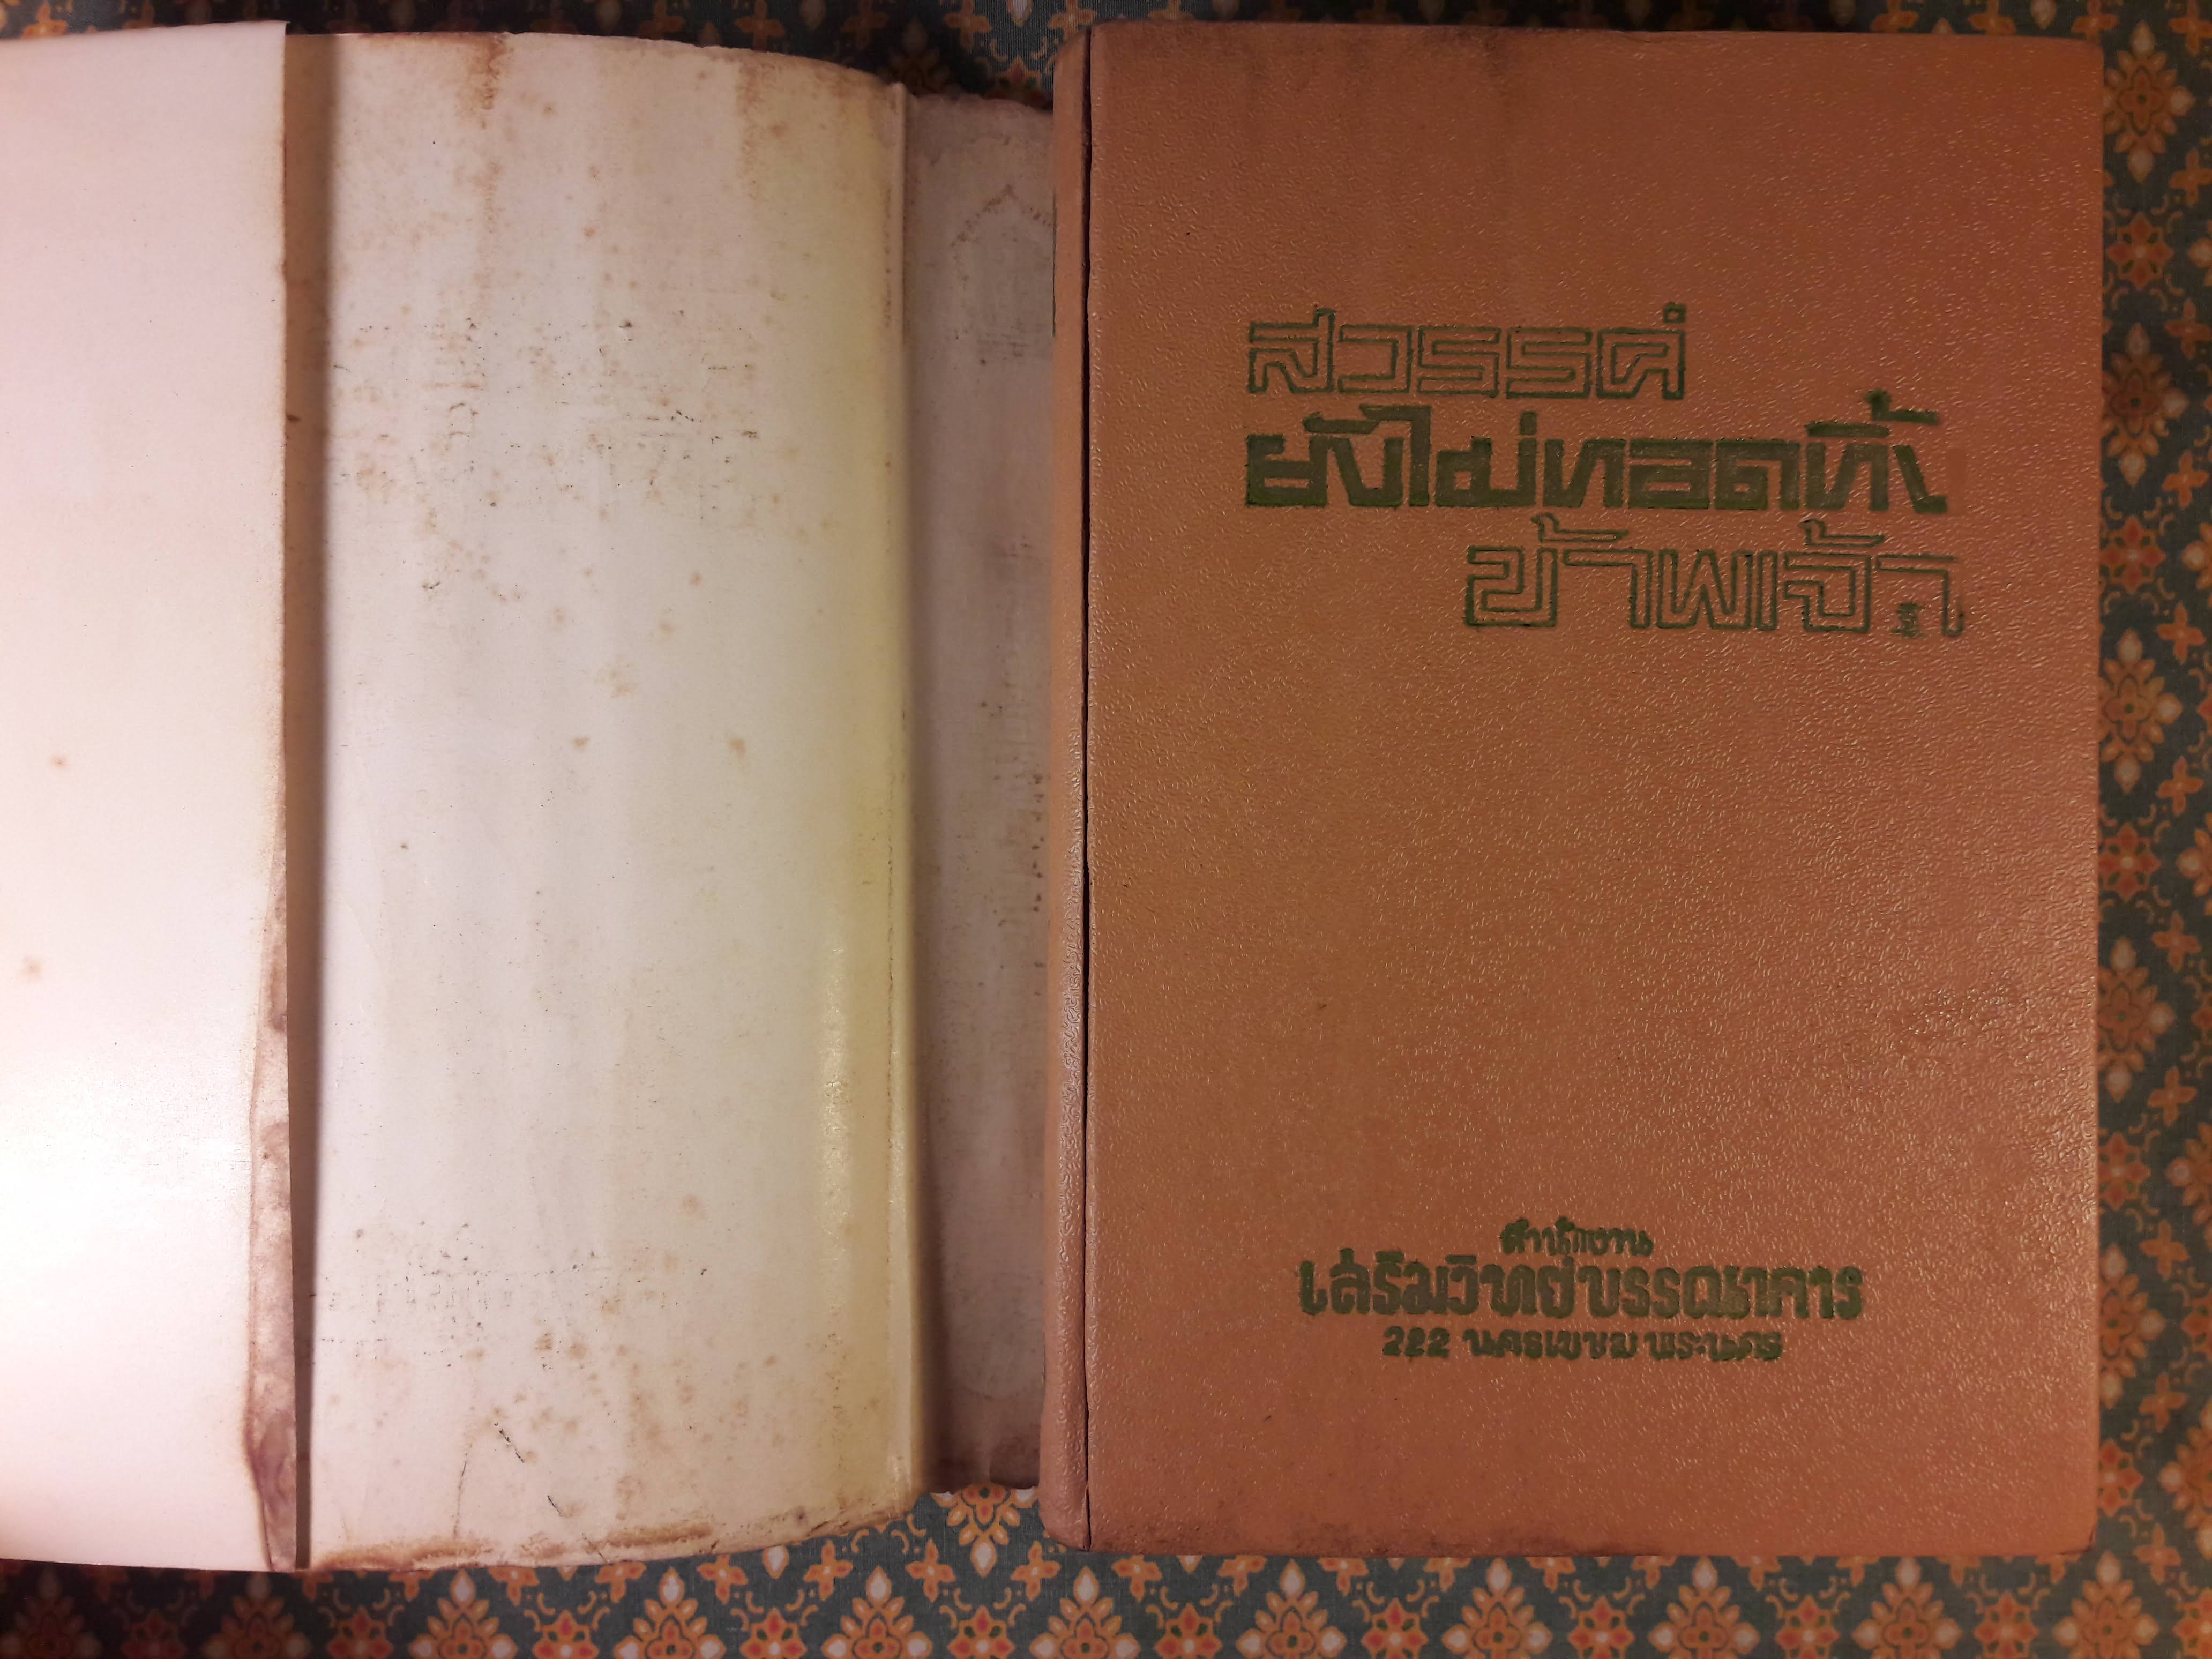 สวรรค์
ยังไม่ทอดทิ้ง
ข้าพเจ้า
สำนักงาน
เสริมวิทย์บรรณาคาร
222 นครเขษม พระนคร